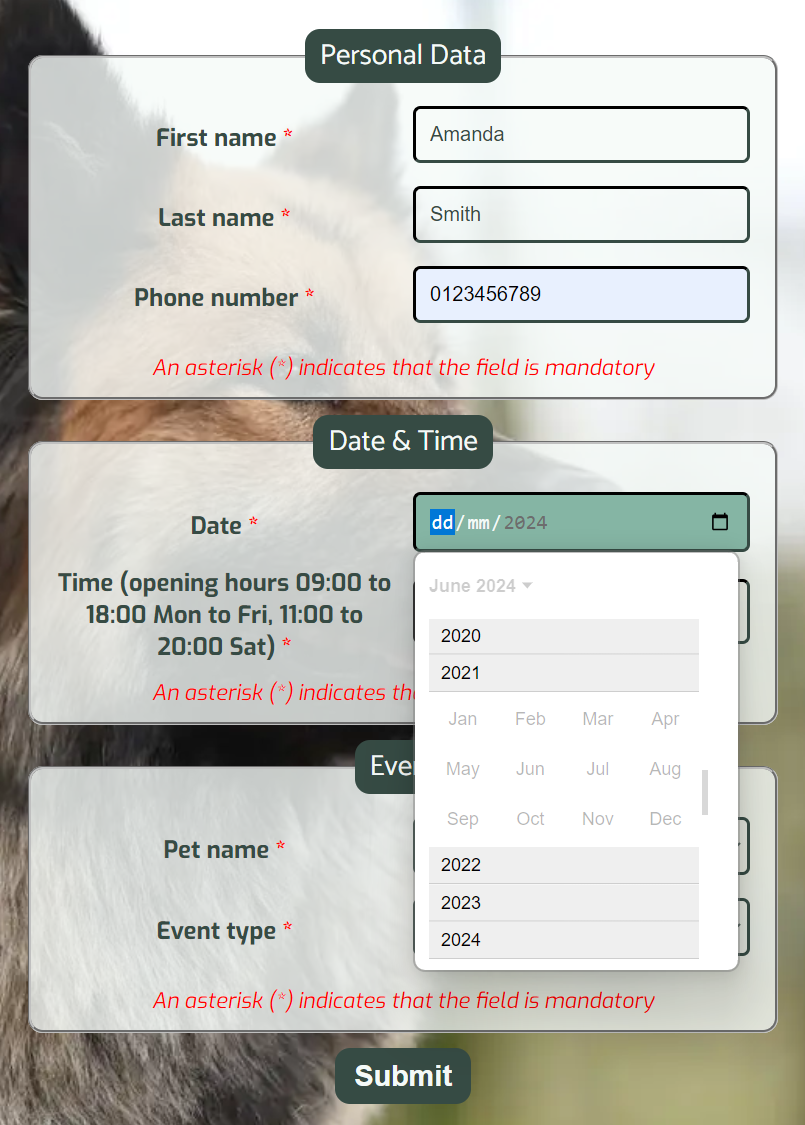 Personal Data
First name *
Amanda
Last name *
Smith
Phone number *
0123456789
An asterisk (*) indicates that the field is mandatory
Date & Time
Date *
dd/mm/2024
Time (opening hours 09:00 to
18:00 Mon to Fri, 11:00 to
20:00 Sat) *
An asterisk (*) indicates
June 2024
2020
2021
Jan Feb Mar Apr
May Jun Jul Aug
Sep Oct Nov Dec
2022
2023
2024
Pet name *
Event type *
An asterisk (*) indicates that the field is mandatory
Submit